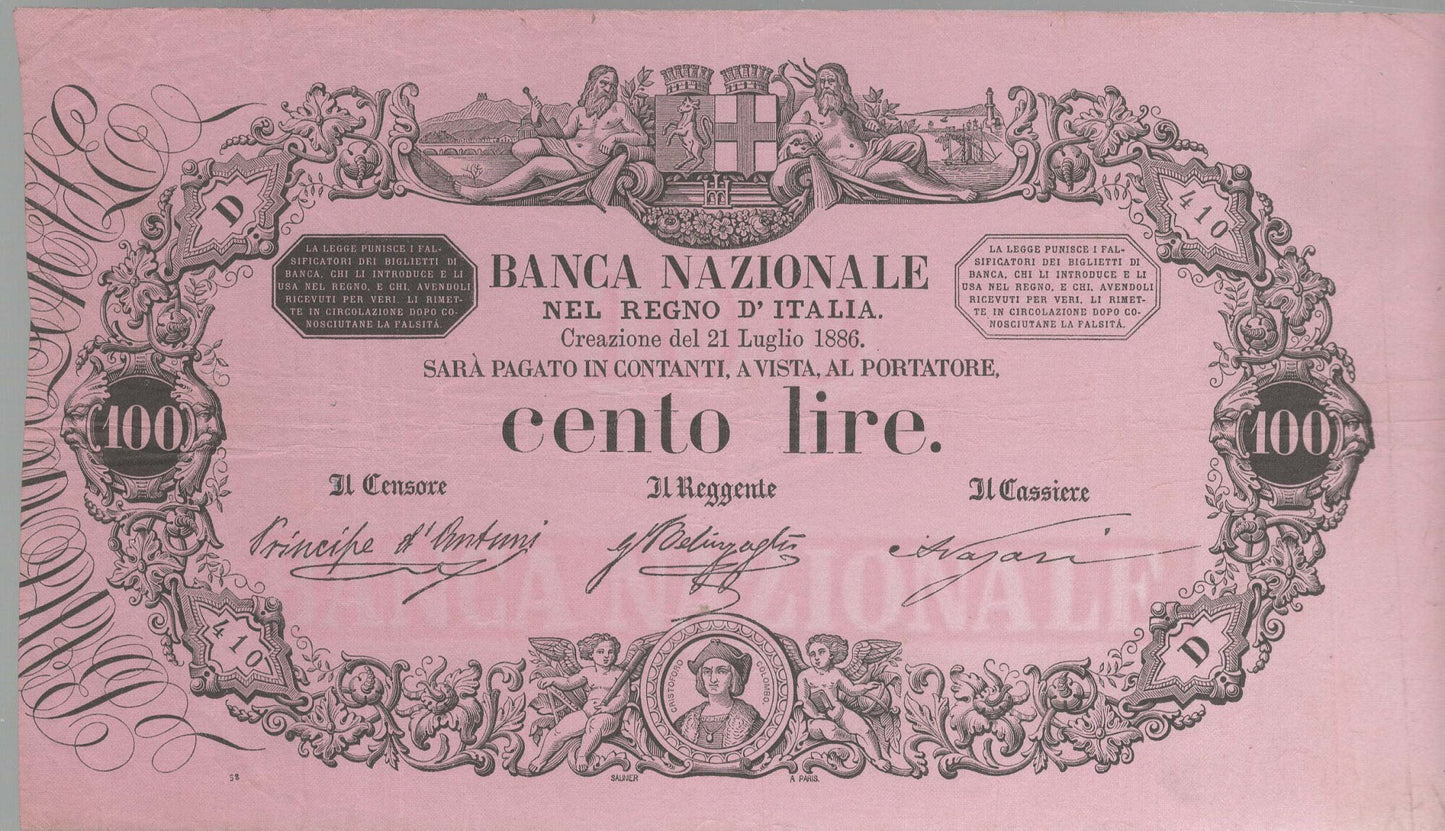 D
410
LA LEGGE PUNISCE I FAL-
SIFICATORI DEI BIGLIETTI DI
BANCA, CHI LI INTRODUCE E LI
USA NEL REGNO, E CHI, AVENDOLI
RICEVUTI PER VERI, LI RIMET-
TE IN CIRCOLAZIONE DOPO CO-
NOSCIUTANE LA FALSITÀ.
BANCA NAZIONALE
NEL REGNO D'ITALIA.
Creazione del 21 Luglio 1886.
SARÀ PAGATO IN CONTANTI, A VISTA, AL PORTATORE,
LA LEGGE PUNISCE I FAL-
SIFICATORI DEI BIGLIETTI DI
BANCA, CHI LI INTRODUCE E LI
USA NEL REGNO, E CHI, AVENDOLI
RICEVUTI PER VERI, LI RIMET-
TE IN CIRCOLAZIONE DOPO CO-
NOSCIUTANE LA FALSITÀ.
100
cento lire.
100
Il Censore
Il Reggente
Il Cassiere
Principe d'Antuni
Nazari
BANCA NAZIONALE
410
D
CRISTOFORO COLOMBO.
58
SAUNIER
A PARIS.